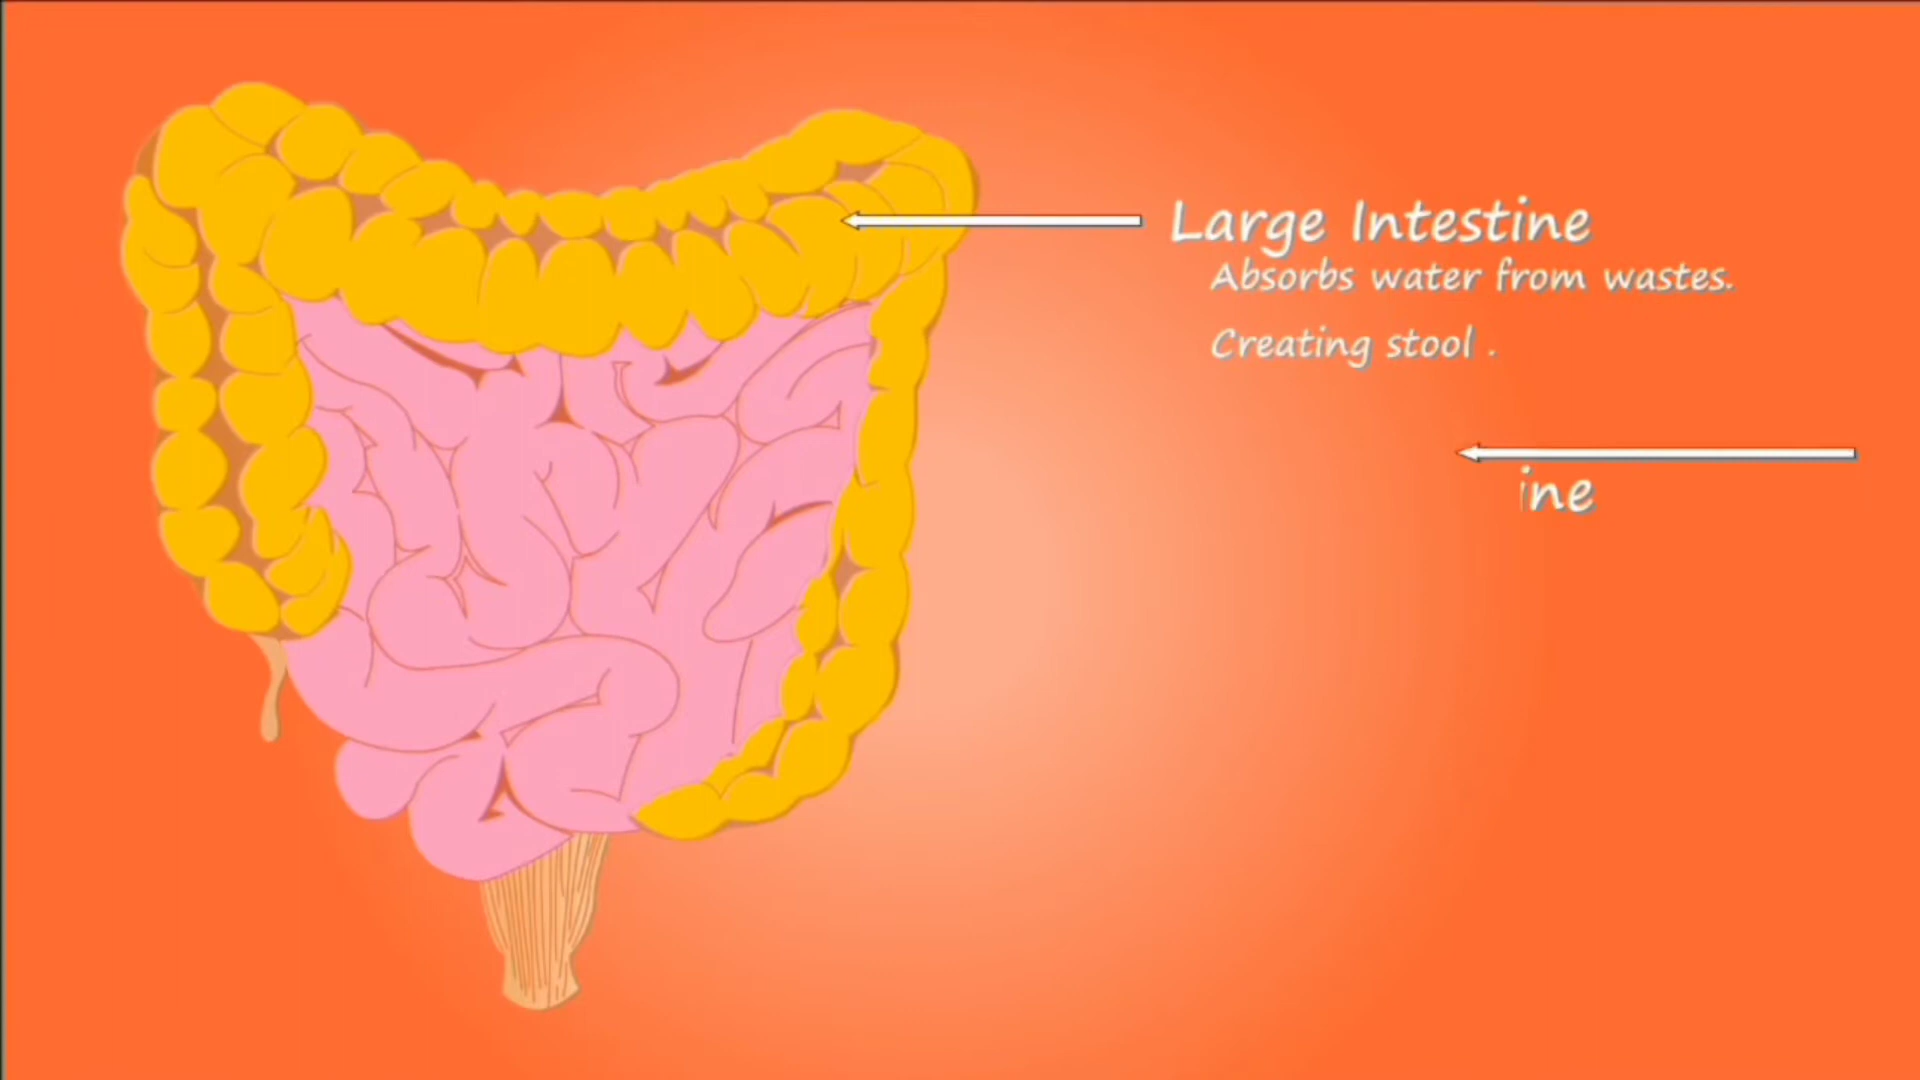 Large Intestine
Absorbs water from wastes.
Creating stool .
ine